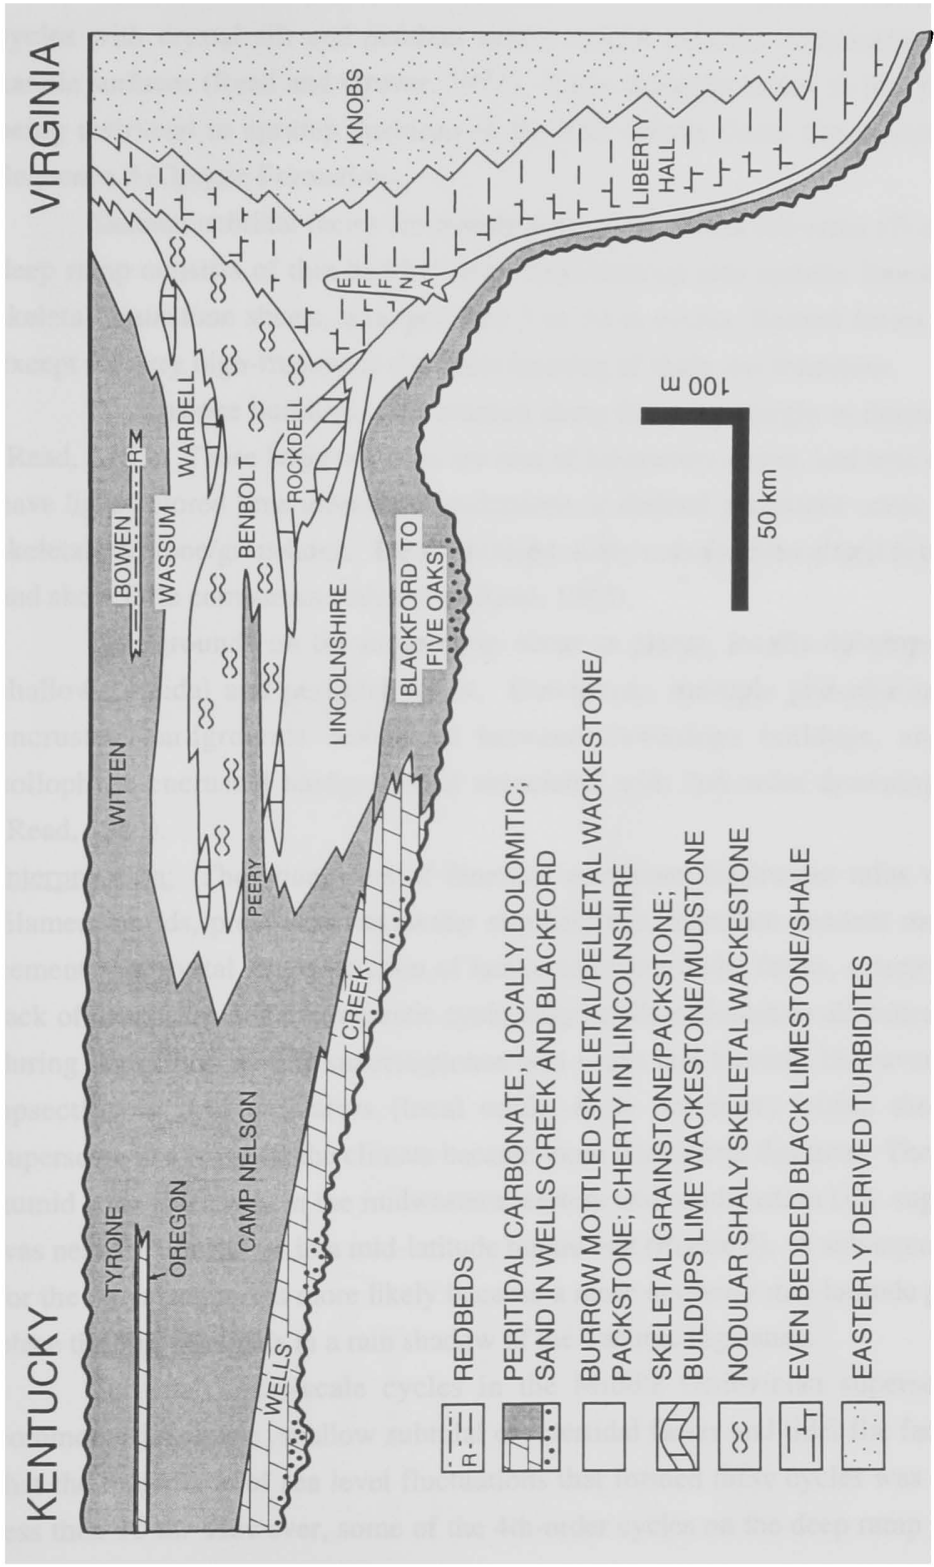 KENTUCKY
VIRGINIA
TYRONE
OREGON
CAMP NELSON
WELLS
CREEK
WITTEN
BOWEN
R
WASSUM
WARDELL
PEERY
BENBOLT
ROCKDELL
LINCOLNSHIRE
BLACKFORD TO
FIVE OAKS
EFFNA
KNOBS
LIBERTY
HALL
100 m
50 km
R
REDBEDS
PERITIDALCARBONATE, LOCALLY DOLOMITIC;
SAND IN WELLS CREEK AND BLACKFORD
BURROW MOTTLED SKELETAL/PELLETAL WACKESTONE/
PACKSTONE; CHERTY IN LINCOLNSHIRE
SKELETAL GRAINSTONE/PACKSTONE;
BUILDUPS LIME WACKESTONE/MUDSTONE
NODULAR SHALY SKELETAL WACKESTONE
EVEN BEDDED BLACK LIMESTONE/SHALE
EASTERLY-DERIVED TURBIDITES